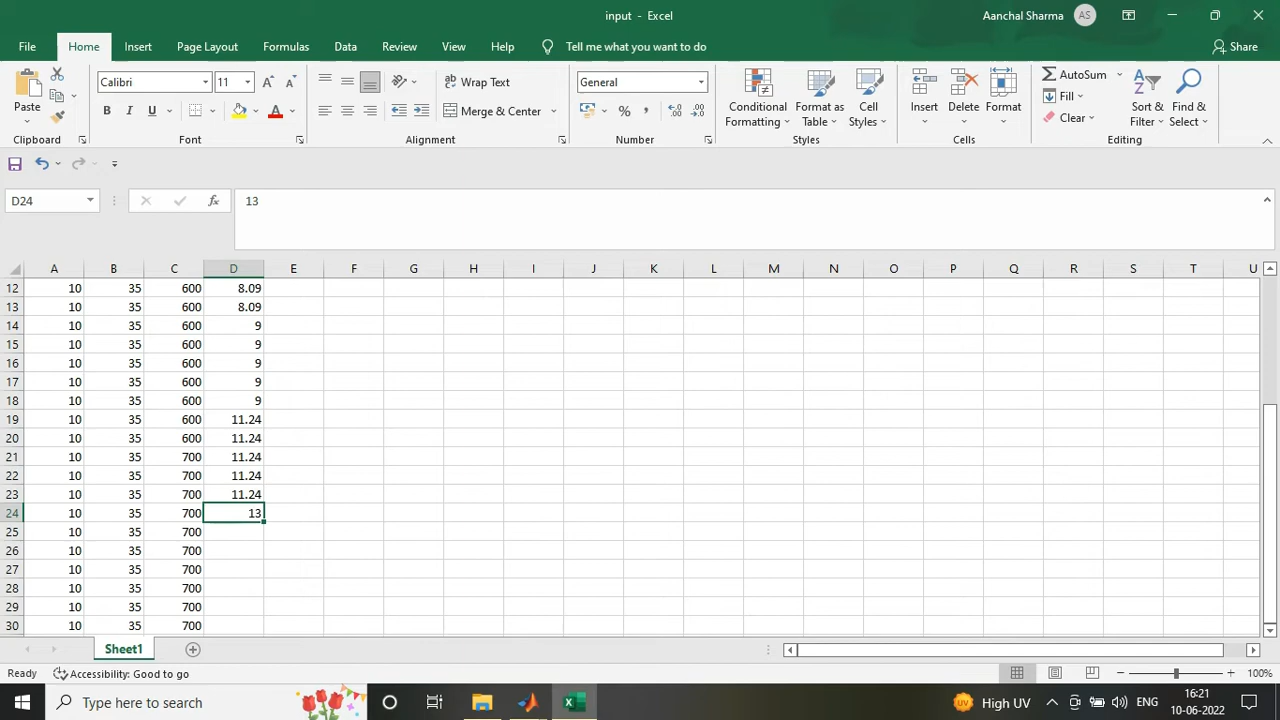 input - Excel
Aanchal Sharma AS
File Home Insert Page Layout Formulas Data Review View Help Tell me what you want to do Share
Paste
Calibri 11
B I U A
Wrap Text
Merge & Center
General
% ,
Conditional Formatting
Format as Table
Cell Styles
Insert Delete Format
AutoSum
Fill
Clear
Sort & Filter
Find & Select
Clipboard Font Alignment Number Styles Cells Editing
D24 fx 13
A B C D E F G H I J K L M N O P Q R S T U
12 10 35 600 8.09
13 10 35 600 8.09
14 10 35 600 9
15 10 35 600 9
16 10 35 600 9
17 10 35 600 9
18 10 35 600 9
19 10 35 600 11.24
20 10 35 600 11.24
21 10 35 700 11.24
22 10 35 700 11.24
23 10 35 700 11.24
24 10 35 700 13
25 10 35 700
26 10 35 700
27 10 35 700
28 10 35 700
29 10 35 700
30 10 35 700
Sheet1
Ready Accessibility: Good to go 100%
Type here to search
High UV
ENG
16:21
10-06-2022